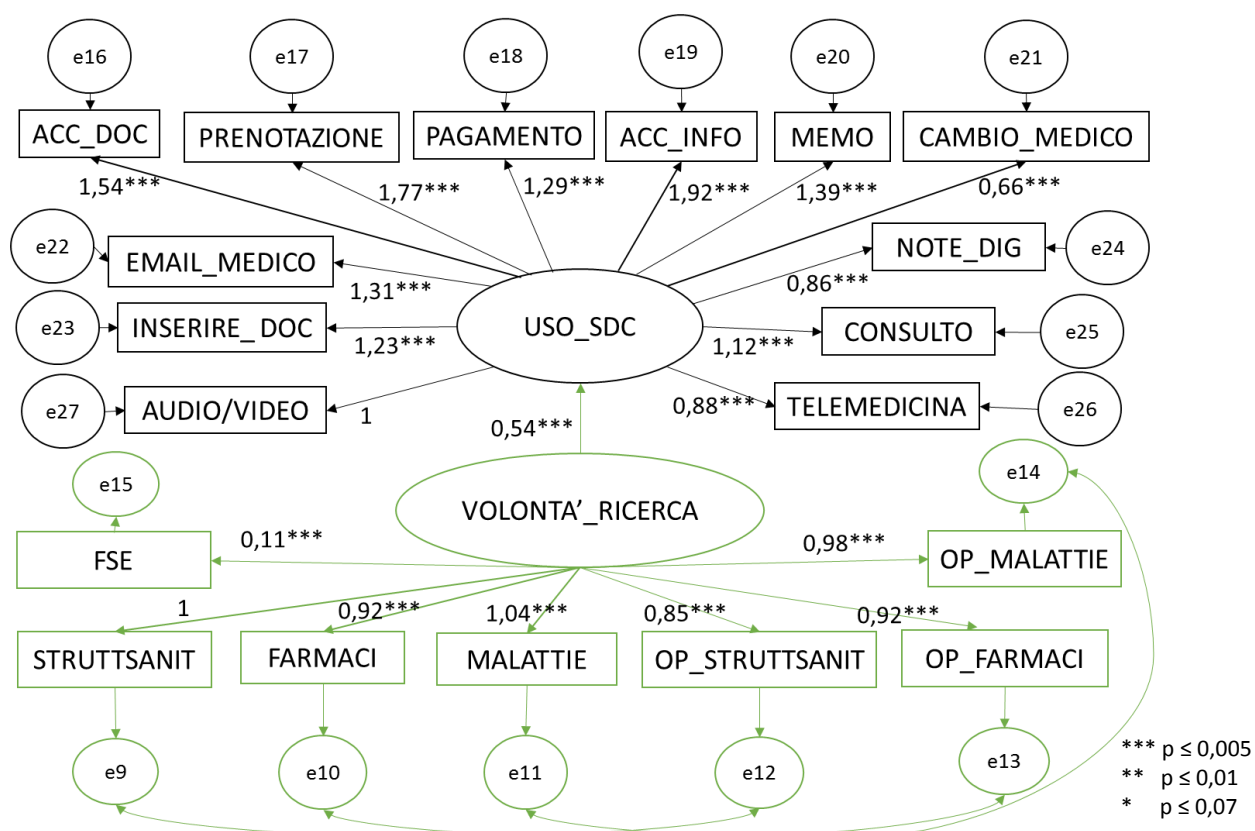 e16
e17
e18
e19
e20
e21
ACC_DOC
PRENOTAZIONE
PAGAMENTO
ACC_INFO
MEMO
CAMBIO_MEDICO
1,54***
1,77***
1,29***
1,92***
1,39***
0,66***
e22
EMAIL_MEDICO
NOTE_DIG
e24
1,31***
0,86***
e23
INSERIRE_DOC
USO_SDC
CONSULTO
e25
1,23***
1,12***
e27
AUDIO/VIDEO
1
0,88***
TELEMEDICINA
e26
0,54***
e15
e14
VOLONTÀ’_RICERCA
FSE
0,11***
0,98***
OP_MALATTIE
1
0,92***
1,04***
0,85***
0,92***
STRUTTSANIT
FARMACI
MALATTIE
OP_STRUTTSANIT
OP_FARMACI
e9
e10
e11
e12
e13
*** p ≤ 0,005
** p ≤ 0,01
* p ≤ 0,07